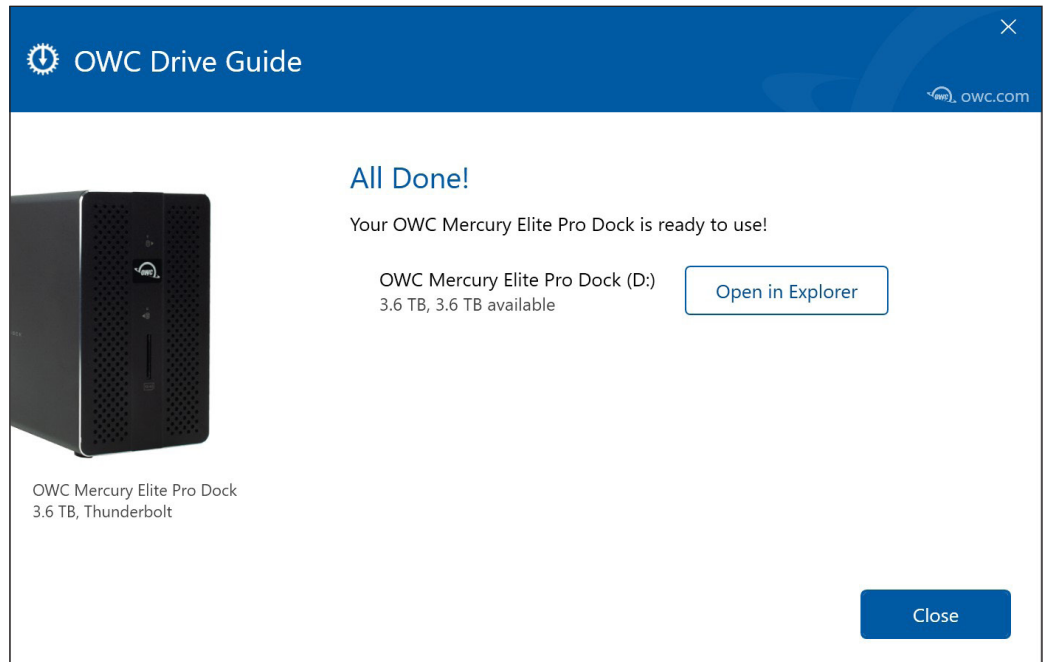 OWC Drive Guide
owc.com
All Done!
Your OWC Mercury Elite Pro Dock is ready to use!
OWC Mercury Elite Pro Dock (D:)
3.6 TB, 3.6 TB available
Open in Explorer
OWC
OWC Mercury Elite Pro Dock
3.6 TB, Thunderbolt
Close